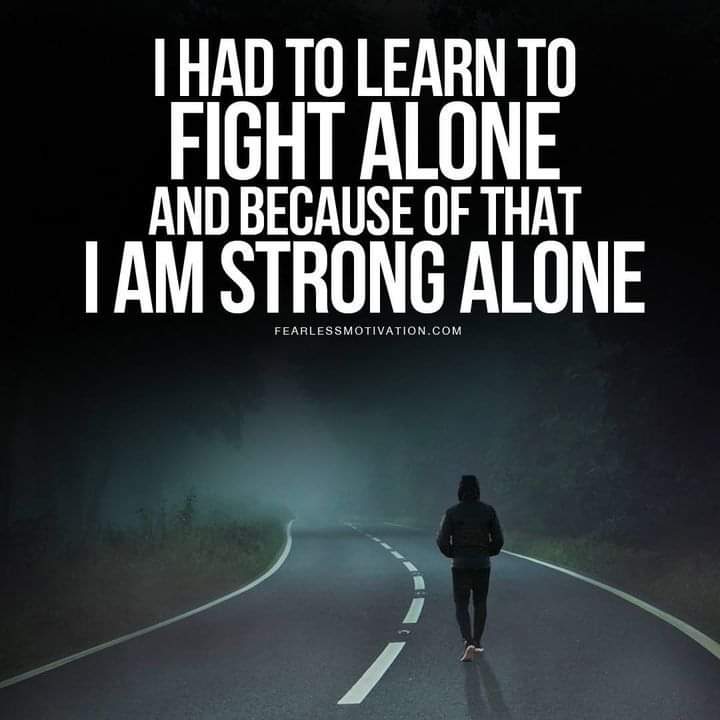 I HAD TO LEARN TO
FIGHT ALONE
AND BECAUSE OF THAT
I AM STRONG ALONE
FEARLESSMOTIVATION.COM